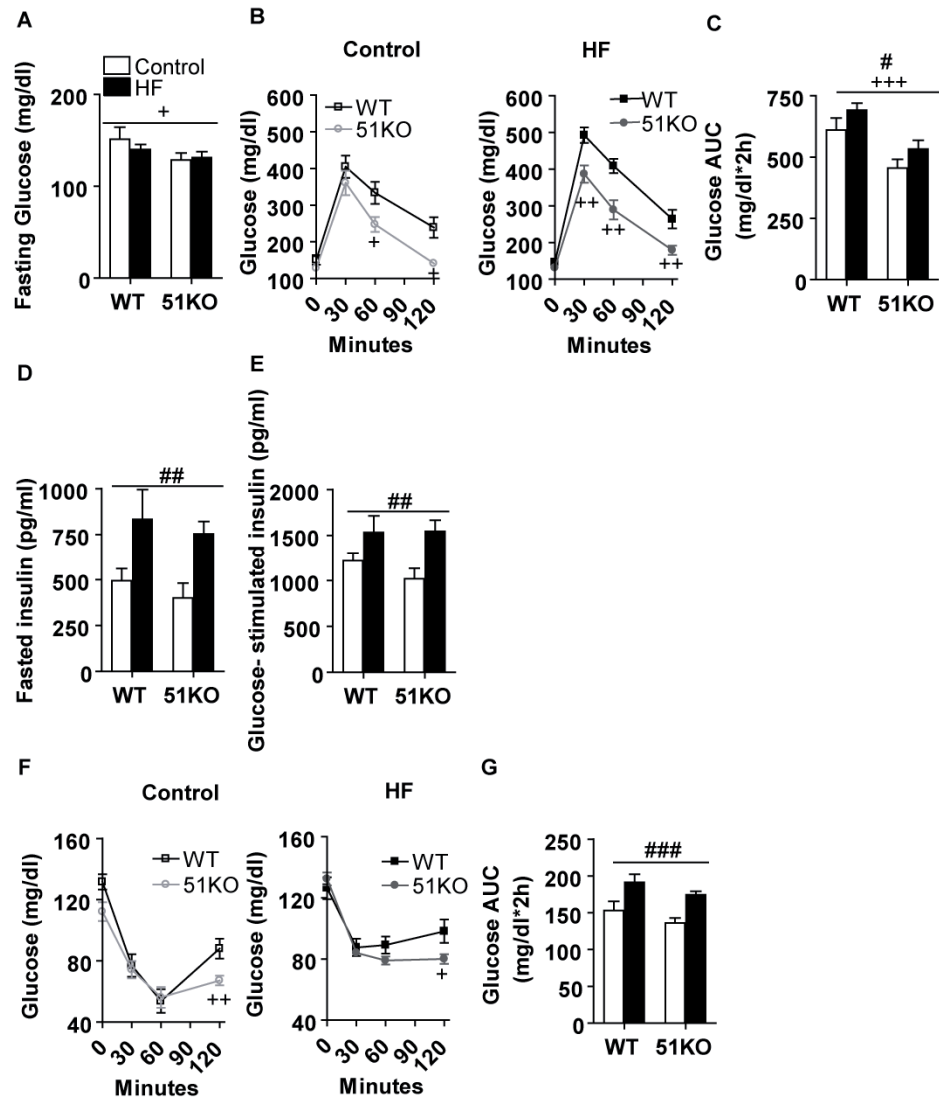 A
Fasting Glucose (mg/dl)
Control
HF
200
100
0
+
WT 51KO
B
Control
Glucose (mg/dl)
600
500
400
300
200
100
WT
51KO
+
+
0 30 60 90 120
Minutes
HF
Glucose (mg/dl)
600
500
400
300
200
100
WT
51KO
++
++
++
0 30 60 90 120
Minutes
C
#
+++
Glucose AUC
(mg/dl*2h)
750
500
250
0
WT 51KO
D
Fasted insulin (pg/ml)
##
1000
750
500
250
0
WT 51KO
E
Glucose- stimulated insulin (pg/ml)
##
2000
1500
1000
500
0
WT 51KO
F
Control
Glucose (mg/dl)
160
120
80
40
WT
51KO
++
0 30 60 90 120
Minutes
HF
Glucose (mg/dl)
160
120
80
40
WT
51KO
+
0 30 60 90 120
Minutes
G
###
Glucose AUC
(mg/dl*2h)
250
200
150
100
50
0
WT 51KO